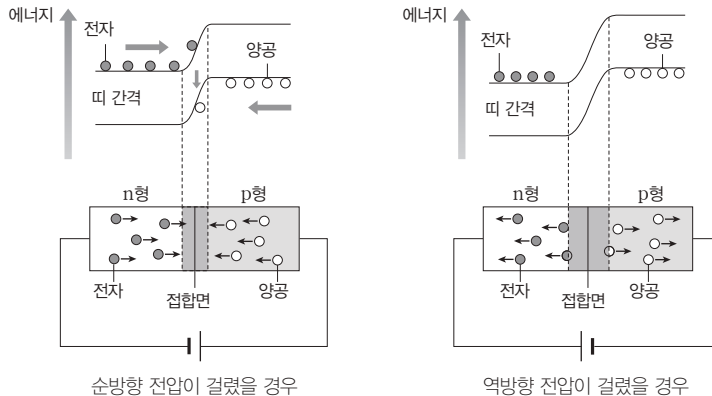 에너지
전자
양공
띠 간격
n형
p형
전자
접합면
양공
순방향 전압이 걸렸을 경우
에너지
전자
양공
띠 간격
n형
p형
전자
접합면
양공
역방향 전압이 걸렸을 경우